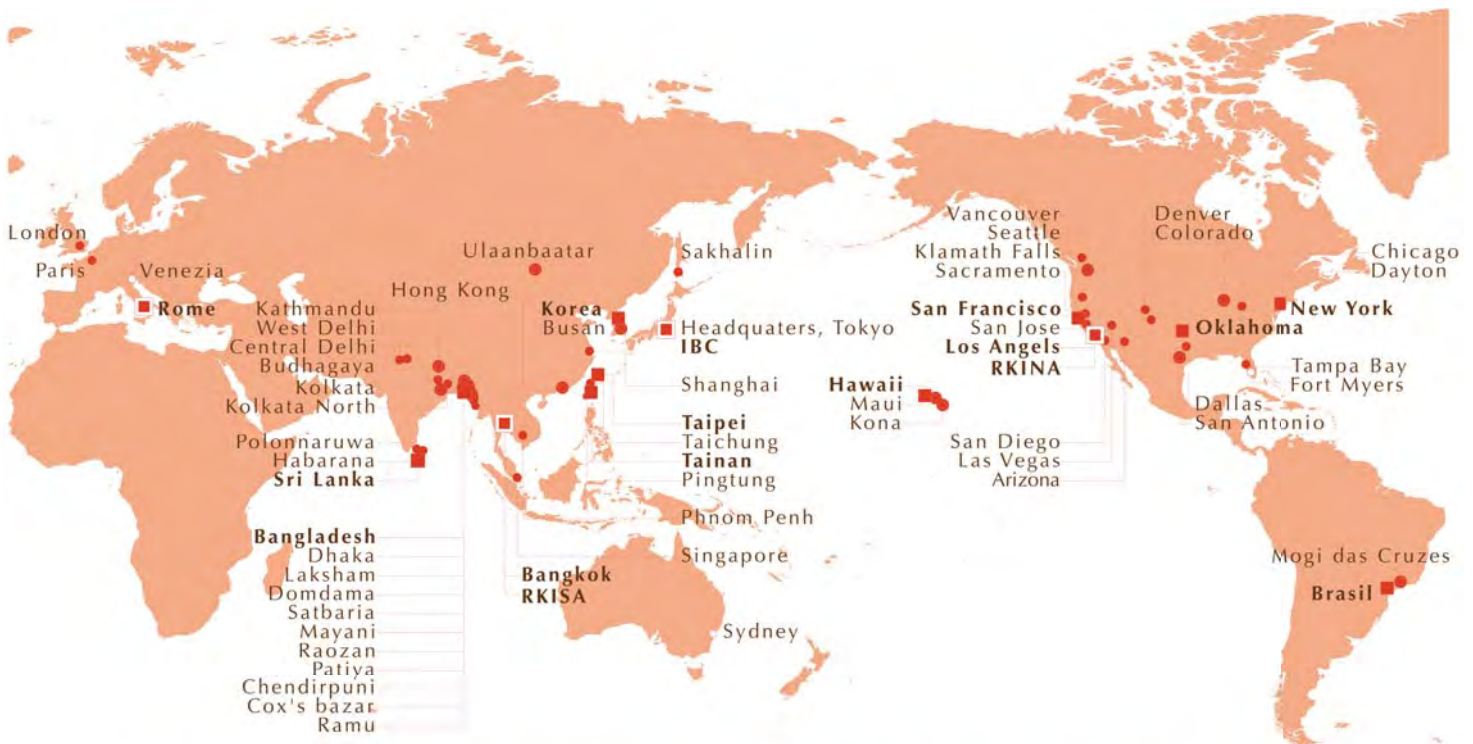 London
Paris
Venezia
Rome
Ulaanbaatar
Sakhalin
Hong Kong
Kathmandu
West Delhi
Central Delhi
Budhagaya
Kolkata
Kolkata North
Korea
Busan
Headquaters, Tokyo
IBC
Shanghai
Polonnaruwa
Habarana
Sri Lanka
Taipei
Taichung
Tainan
Pingtung
Phnom Penh
Singapore
Bangladesh
Dhaka
Laksham
Domdama
Satbaria
Mayani
Raozan
Patiya
Chendirpuni
Cox's bazar
Ramu
Bangkok
RKISA
Sydney
Vancouver
Seattle
Klamath Falls
Sacramento
San Francisco
San Jose
Los Angels
RKINA
Hawaii
Maui
Kona
San Diego
Las Vegas
Arizona
Denver
Colorado
Chicago
Dayton
New York
Oklahoma
Tampa Bay
Fort Myers
Dallas
San Antonio
Mogi das Cruzes
Brasil